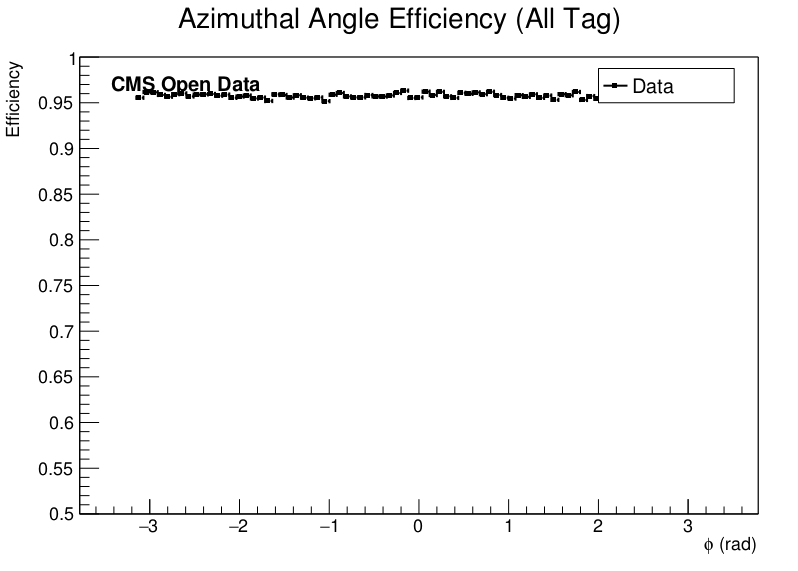 Azimuthal Angle Efficiency (All Tag)
Efficiency
1
0.95
0.9
0.85
0.8
0.75
0.7
0.65
0.6
0.55
0.5
CMS Open Data
Data
−3 −2 −1 0 1 2 3
ϕ (rad)